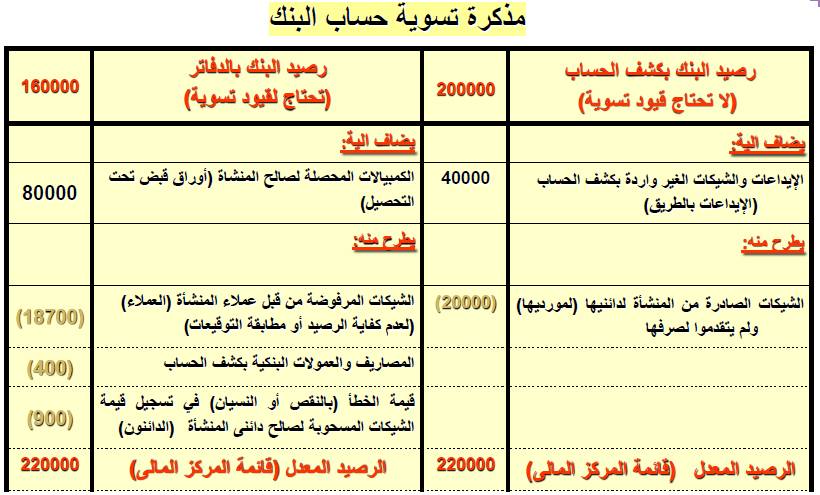 مذكرة تسوية حساب البنك
رصيد البنك بكشف الحساب
(لا تحتاج قيود تسوية)
200000
رصيد البنك بالدفاتر
(تحتاج لقيود تسوية)
160000
يضاف الية:
يضاف الية:
الإيداعات والشيكات الغير واردة بكشف الحساب
(الإيداعات بالطريق)
40000
الكمبيالات المحصلة لصالح المنشاة (أوراق قبض تحت
التحصيل)
80000
يطرح منه:
يطرح منه:
الشيكات الصادرة من المنشأة لدائنيها (لمورديها)
ولم يتقدموا لصرفها
(20000)
الشيكات المرفوضة من قبل عملاء المنشأة (العملاء)
(لعدم كفاية الرصيد أو مطابقة التوقيعات)
(18700)
المصاريف والعمولات البنكية بكشف الحساب
(400)
قيمة الخطأ (بالنقص أو النسيان) في تسجيل قيمة
الشيكات المسحوبة لصالح دائنى المنشأة (الدائنون)
(900)
الرصيد المعدل (قائمة المركز المالى)
220000
الرصيد المعدل (قائمة المركز المالى)
220000